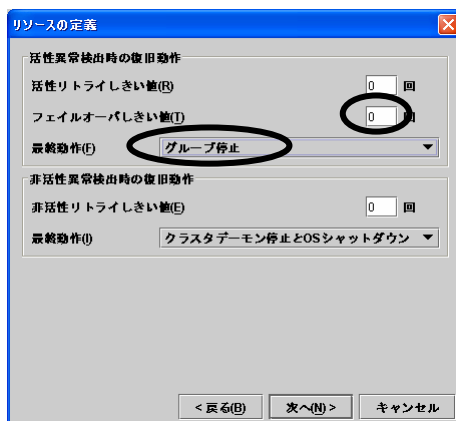 リソースの定義
活性異常検出時の復旧動作
活性リトライしきい値(R) 0 回
フェイルオーバしきい値(T) 0 回
最終動作(F) グループ停止
非活性異常検出時の復旧動作
非活性リトライしきい値(E) 0 回
最終動作(I) クラスタデーモン停止とOSシャットダウン
<戻る(B) 次へ(N)> キャンセル